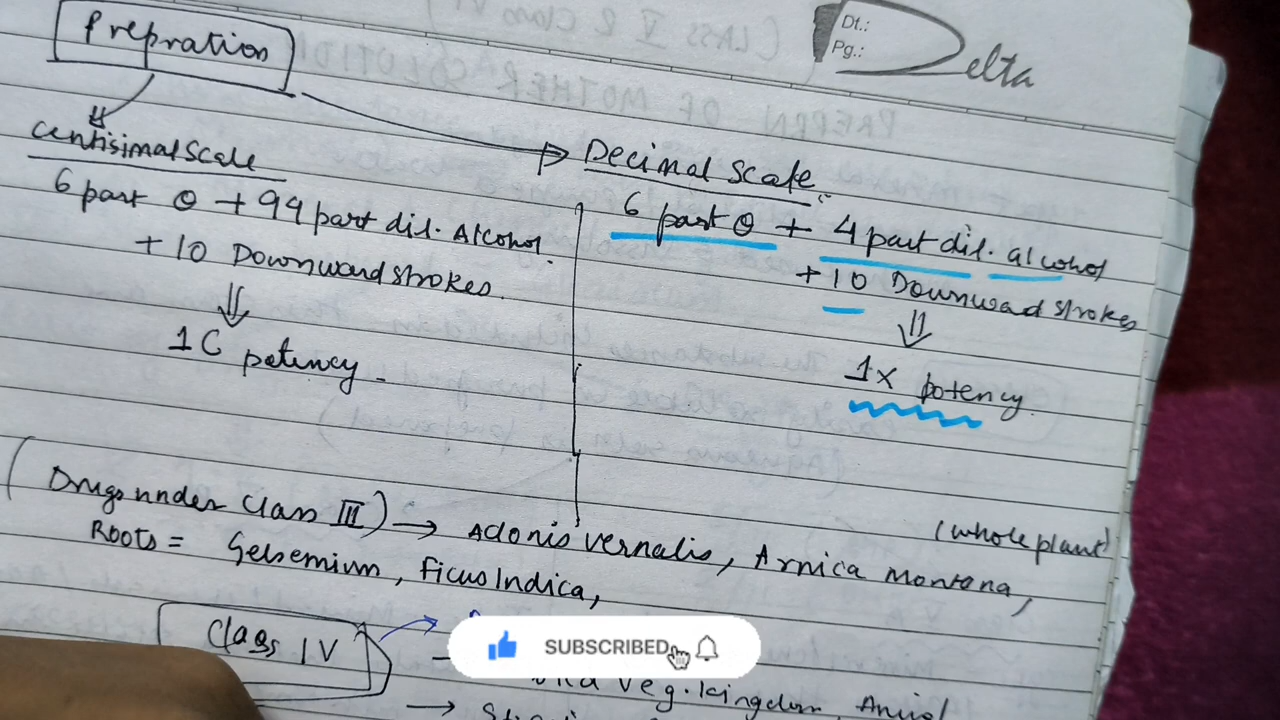 Dt.:
Pg.:
Delta
Prepration
Centisimal Scale
6 part θ + 94 part dil. Alcohol.
+ 10 Downward strokes.
⇓
1C potency.
Decimal Scale
6 part θ + 4 part dil. alcohol
+ 10 Downwad strokes
⇓
1x potency.
(Drugs under Class III) → Adonis vernalis, Arnica montana, (whole plant)
Roots = Gelsemium, Ficus Indica,
Class IV
SUBSCRIBED
Veg. kingdom, Animal